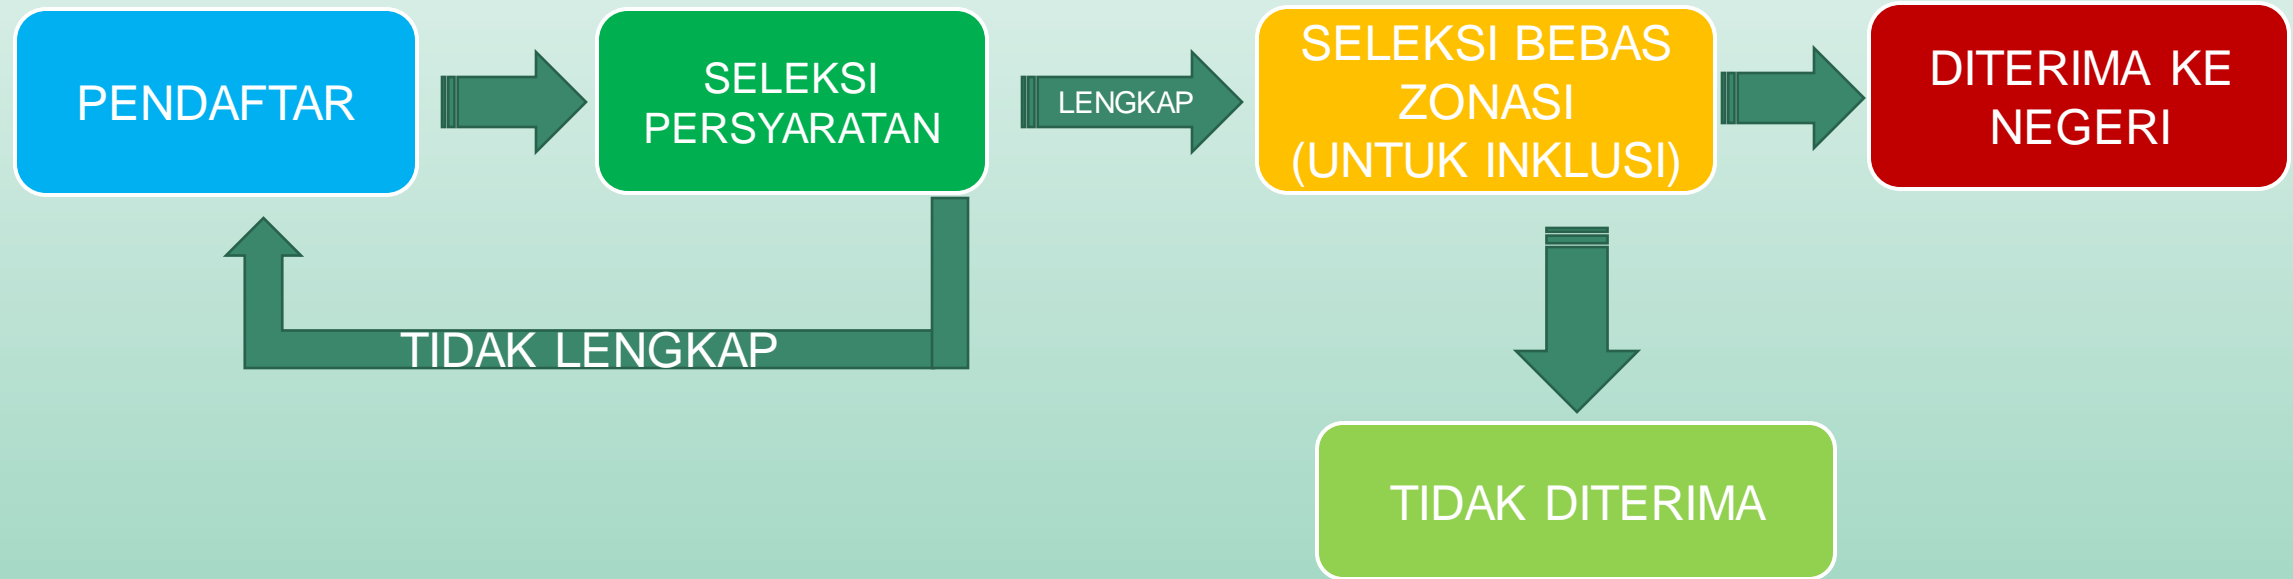 PENDAFTAR
SELEKSI
PERSYARATAN
LENGKAP
SELEKSI BEBAS
ZONASI
(UNTUK INKLUSI)
DITERIMA KE
NEGERI
TIDAK LENGKAP
TIDAK DITERIMA